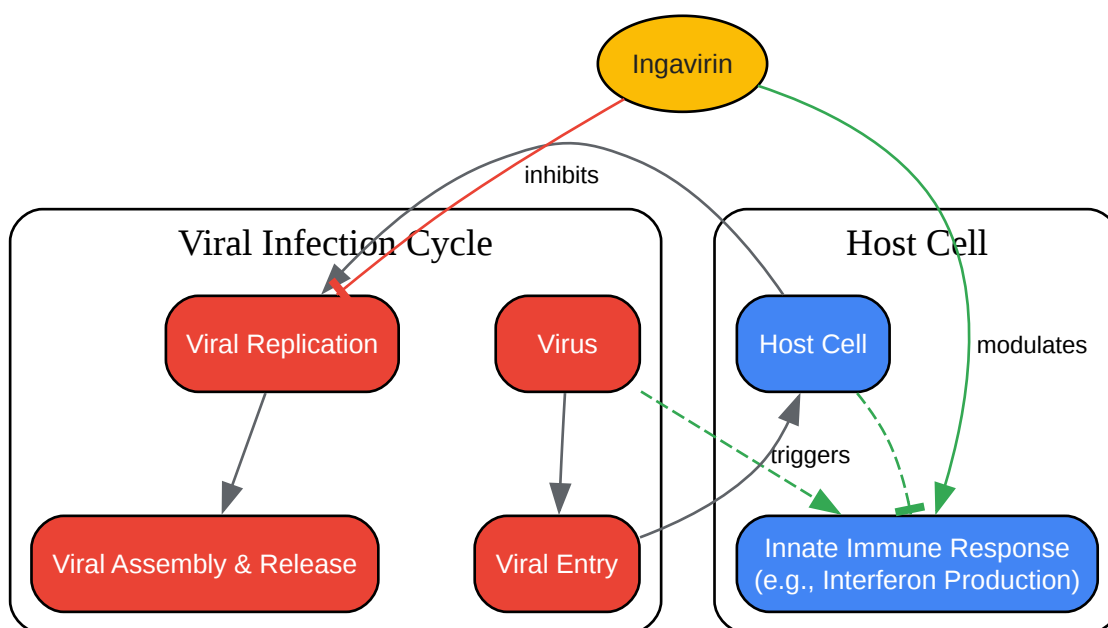 Ingavirin
inhibits
Viral Infection Cycle
Host Cell
Viral Replication
Virus
Host Cell
modulates
triggers
Viral Assembly & Release
Viral Entry
Innate Immune Response
(e.g., Interferon Production)